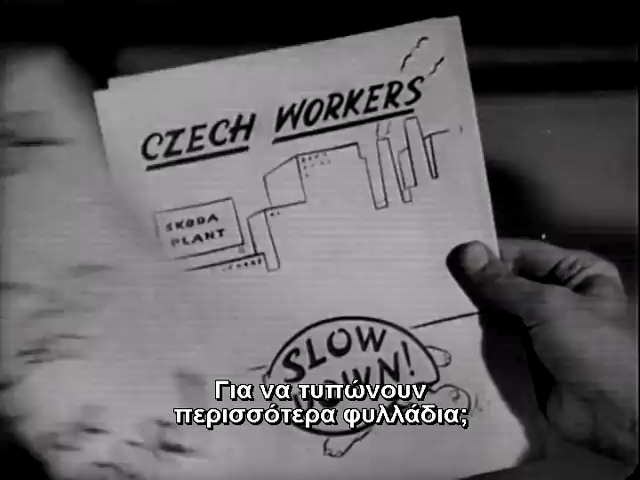 CZECH WORKERS
SKODA
PLANT
SLOW
DOWN!
Για να τυπώνουν
περισσότερα φυλλάδια;